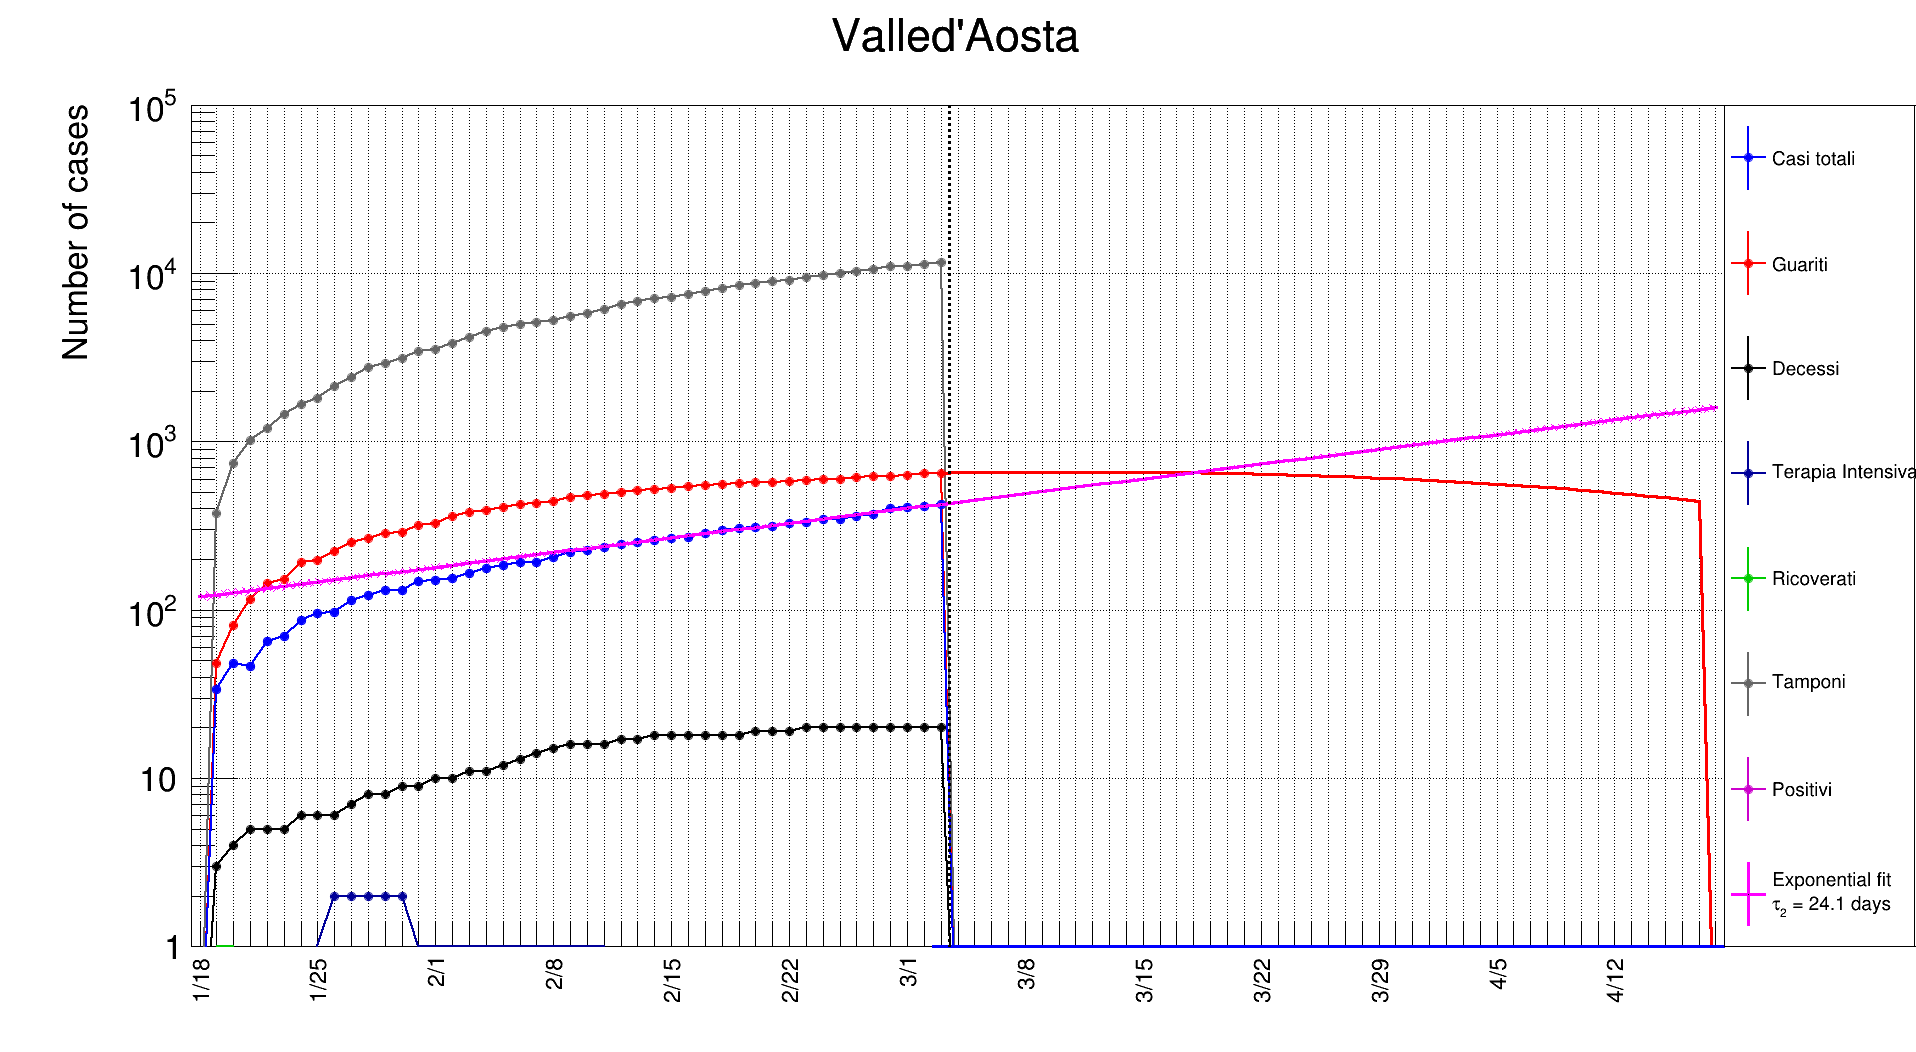 Valled'Aosta
Number of cases
10^5
10^4
10^3
10^2
10
1
1/18
1/25
2/1
2/8
2/15
2/22
3/1
3/8
3/15
3/22
3/29
4/5
4/12
Casi totali
Guariti
Decessi
Terapia Intensiva
Ricoverati
Tamponi
Positivi
Exponential fit
τ₂ = 24.1 days